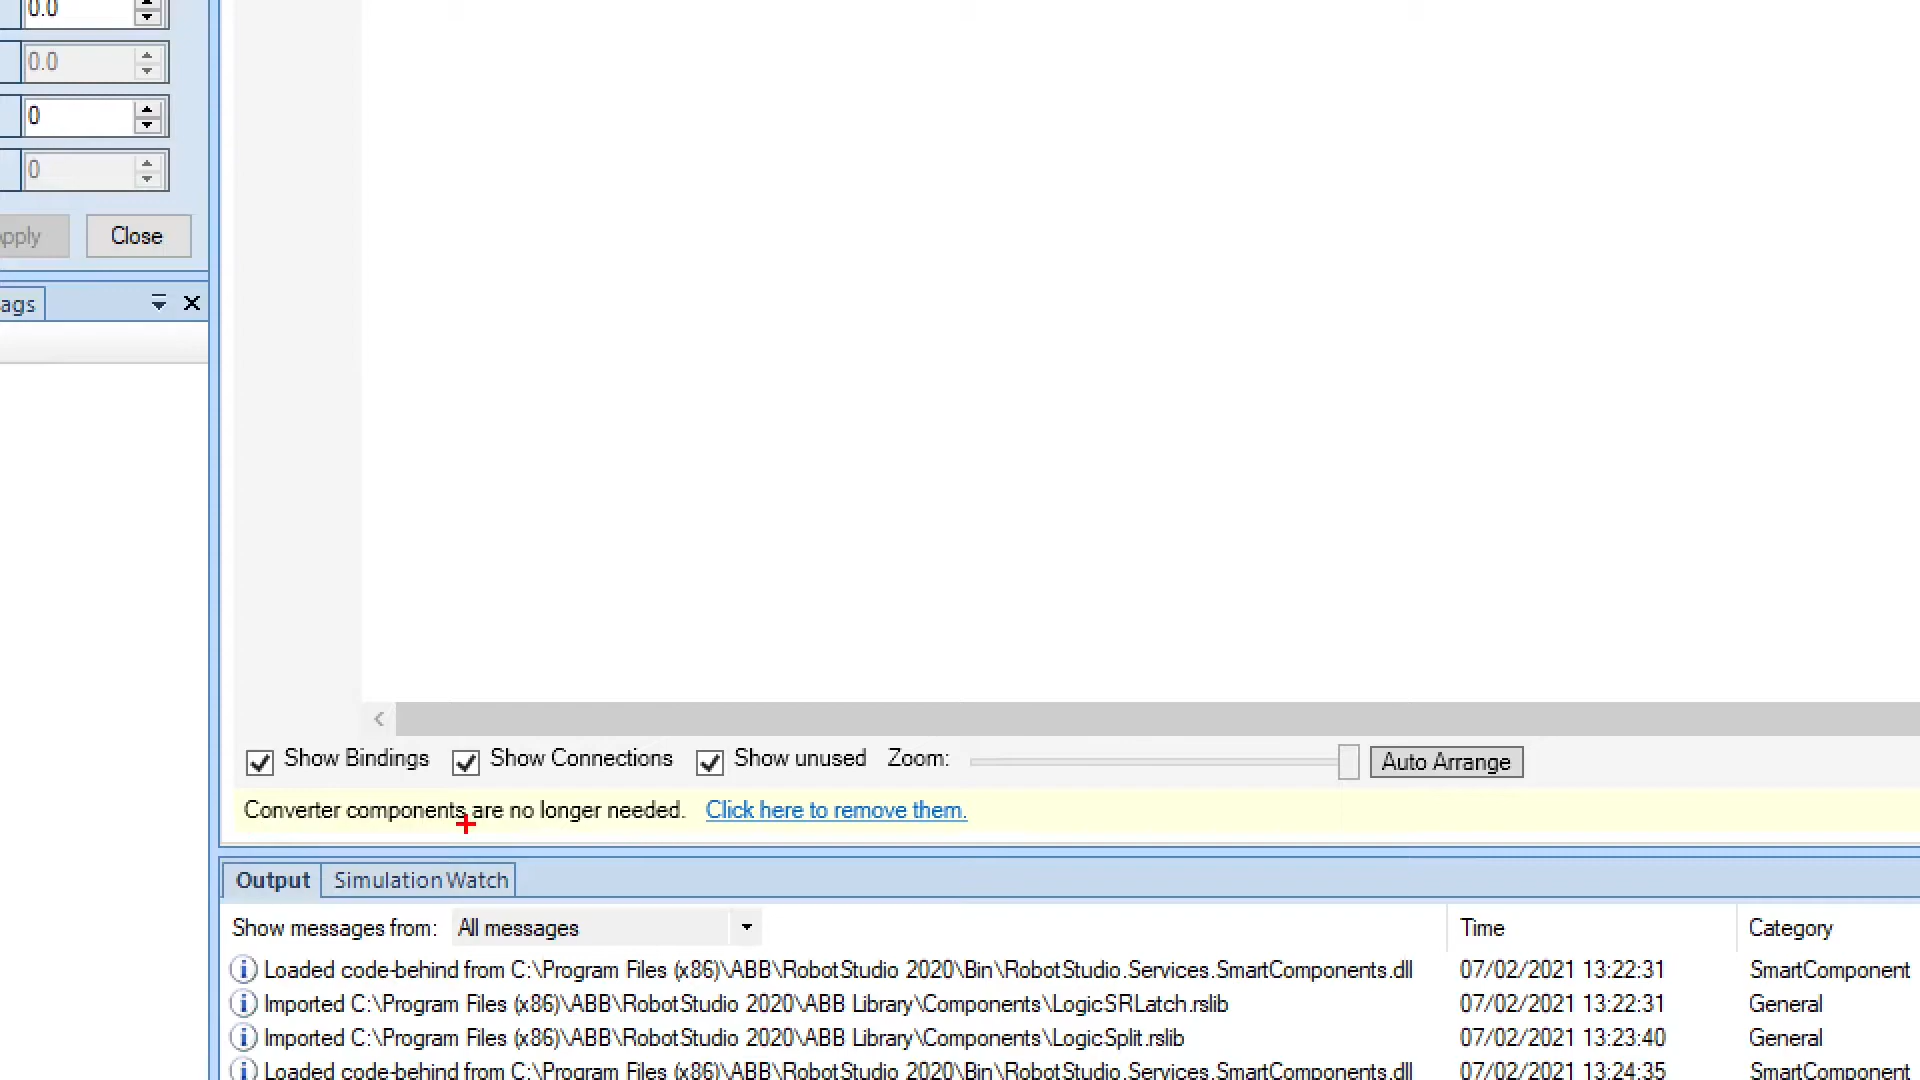 0.0
0.0
0
0
Close
ags
Show Bindings Show Connections Show unused Zoom: Auto Arrange
Converter components are no longer needed. Click here to remove them.
Output Simulation Watch
Show messages from: All messages Time Category
Loaded code-behind from C:\Program Files (x86)\ABB\RobotStudio 2020\Bin\RobotStudio.Services.SmartComponents.dll 07/02/2021 13:22:31 SmartComponent
Imported C:\Program Files (x86)\ABB\RobotStudio 2020\ABB Library\Components\LogicSRLatch.rslib 07/02/2021 13:22:31 General
Imported C:\Program Files (x86)\ABB\RobotStudio 2020\ABB Library\Components\LogicSplit.rslib 07/02/2021 13:23:40 General
Loaded code-behind from C:\Program Files (x86)\ABB\RobotStudio 2020\Bin\RobotStudio.Services.SmartComponents.dll 07/02/2021 13:24:35 SmartComponent